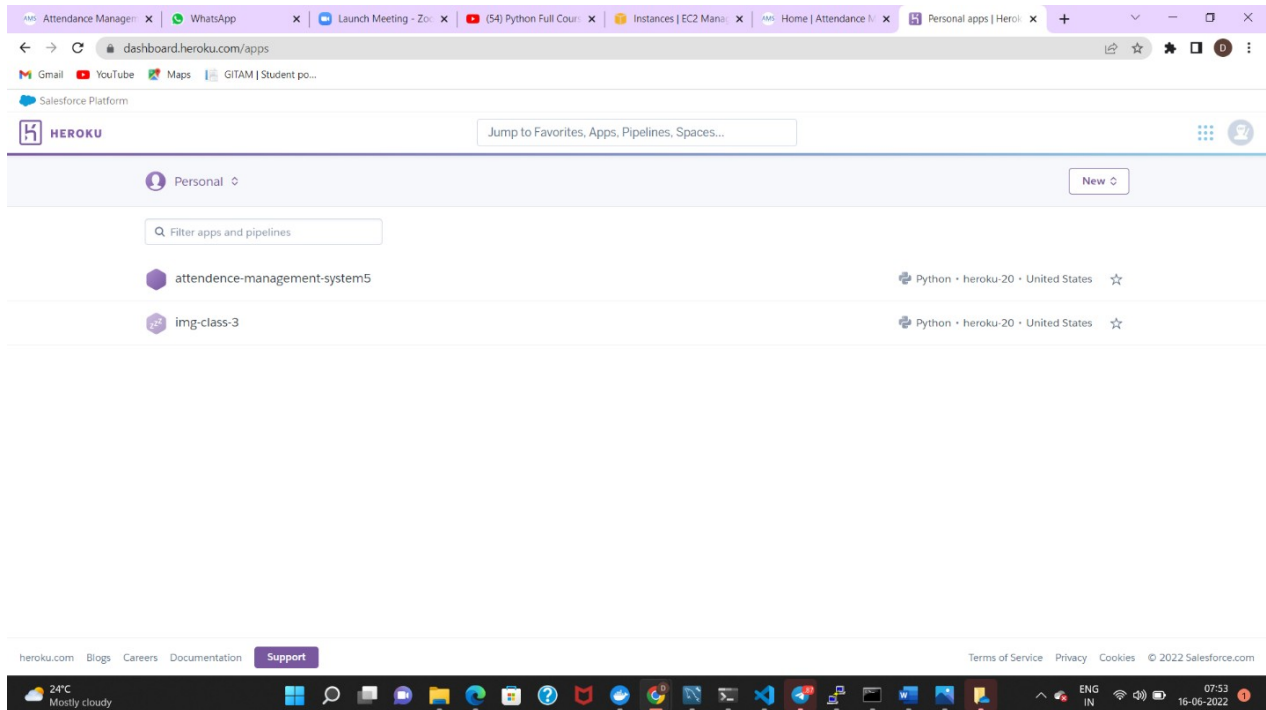 Attendance Managem
WhatsApp
Launch Meeting - Zoo
(54) Python Full Cours
Instances | EC2 Manag
Home | Attendance M
Personal apps | Herok
dashboard.heroku.com/apps
D
Gmail YouTube Maps GITAM | Student po...
Salesforce Platform
HEROKU
Jump to Favorites, Apps, Pipelines, Spaces...
Personal
New
Filter apps and pipelines
attendence-management-system5
Python • heroku-20 • United States
img-class-3
Python • heroku-20 • United States
heroku.com Blogs Careers Documentation Support
Terms of Service Privacy Cookies © 2022 Salesforce.com
24°C
Mostly cloudy
ENG
IN
07:53
16-06-2022
1